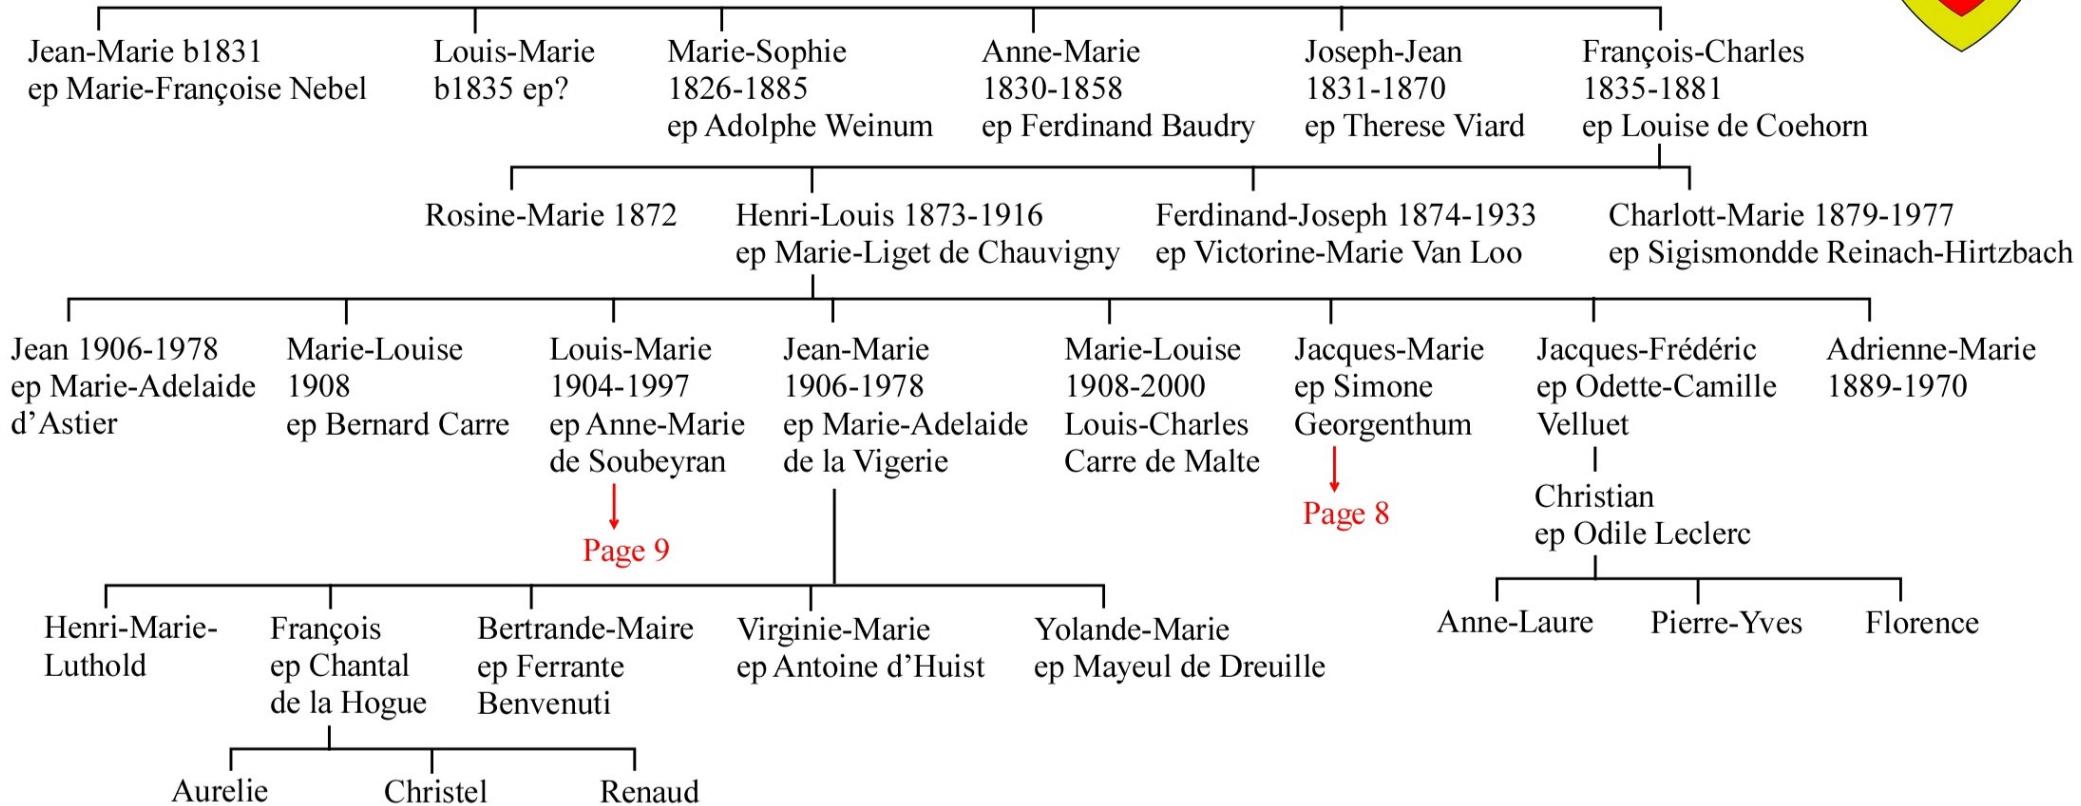 Jean-Marie b1831
ep Marie-Françoise Nebel
Louis-Marie
b1835 ep?
Marie-Sophie
1826-1885
ep Adolphe Weinum
Anne-Marie
1830-1858
ep Ferdinand Baudry
Joseph-Jean
1831-1870
ep Therese Viard
François-Charles
1835-1881
ep Louise de Coehorn
Rosine-Marie 1872
Henri-Louis 1873-1916
ep Marie-Liget de Chauvigny
Ferdinand-Joseph 1874-1933
ep Victorine-Marie Van Loo
Charlott-Marie 1879-1977
ep Sigismondde Reinach-Hirtzbach
Jean 1906-1978
ep Marie-Adelaide
d’Astier
Marie-Louise
1908
ep Bernard Carre
Louis-Marie
1904-1997
ep Anne-Marie
de Soubeyran
Page 9
Jean-Marie
1906-1978
ep Marie-Adelaide
de la Vigerie
Marie-Louise
1908-2000
Louis-Charles
Carre de Malte
Jacques-Marie
ep Simone
Georgenthum
Page 8
Jacques-Frédéric
ep Odette-Camille
Velluet
Christian
ep Odile Leclerc
Adrienne-Marie
1889-1970
Henri-Marie-
Luthold
François
ep Chantal
de la Hogue
Bertrande-Maire
ep Ferrante
Benvenuti
Virginie-Marie
ep Antoine d’Huist
Yolande-Marie
ep Mayeul de Dreuille
Anne-Laure
Pierre-Yves
Florence
Aurelie
Christel
Renaud